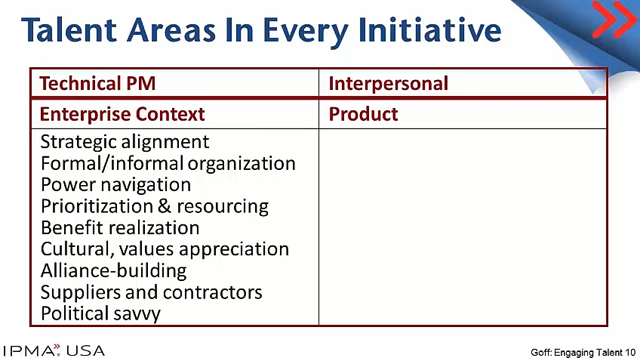 Talent Areas In Every Initiative
Technical PM
Interpersonal
Enterprise Context
Product
Strategic alignment
Formal/informal organization
Power navigation
Prioritization & resourcing
Benefit realization
Cultural, values appreciation
Alliance-building
Suppliers and contractors
Political savvy
IPMA USA
Goff: Engaging Talent 10